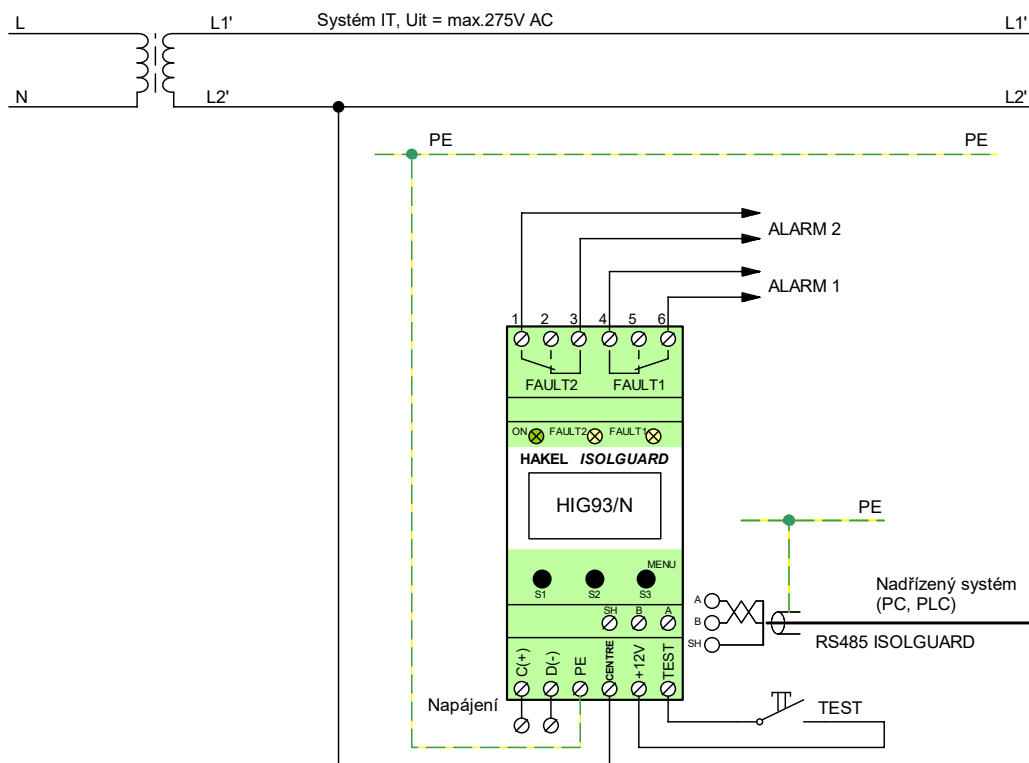 L L1' Systém IT, Uit = max.275V AC L1'
N L2' L2'
PE PE
ALARM 2
ALARM 1
1 2 3 4 5 6
FAULT2 FAULT1
ON FAULT2 FAULT1
HAKEL ISOLGUARD
HIG93/N
PE
MENU
S1 S2 S3
Nadřízený systém
(PC, PLC)
SH B A
A
B
SH
RS485 ISOLGUARD
C(+) D(-) PE CENTRE +12V TEST
Napájení
TEST